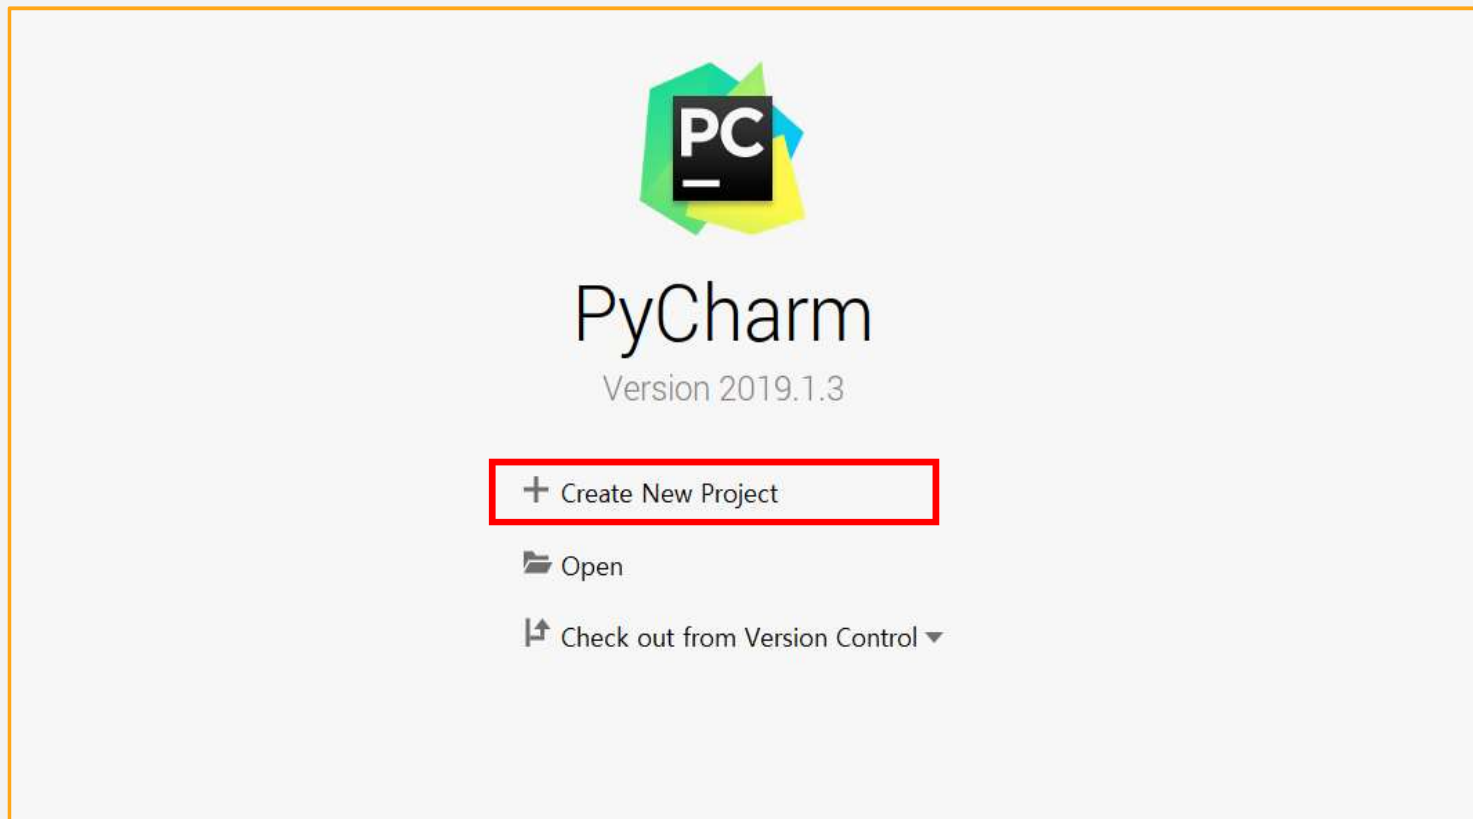 PC
PyCharm
Version 2019.1.3
Create New Project
Open
Check out from Version Control